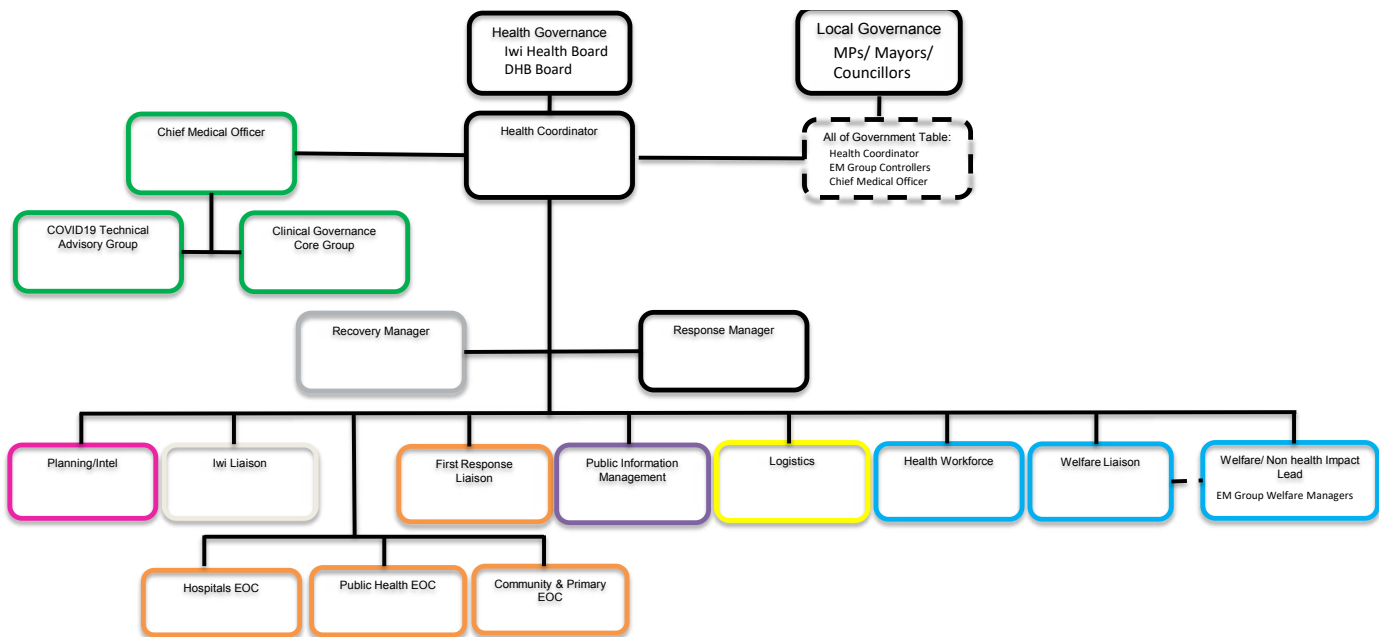 Health Governance
Iwi Health Board
DHB Board
Local Governance
MPs/ Mayors/
Councillors
Chief Medical Officer
Health Coordinator
All of Government Table:
Health Coordinator
EM Group Controllers
Chief Medical Officer
COVID19 Technical
Advisory Group
Clinical Governance
Core Group
Recovery Manager
Response Manager
Planning/Intel
Iwi Liaison
First Response
Liaison
Public Information
Management
Logistics
Health Workforce
Welfare Liaison
Welfare/ Non health Impact
Lead
EM Group Welfare Managers
Hospitals EOC
Public Health EOC
Community & Primary
EOC